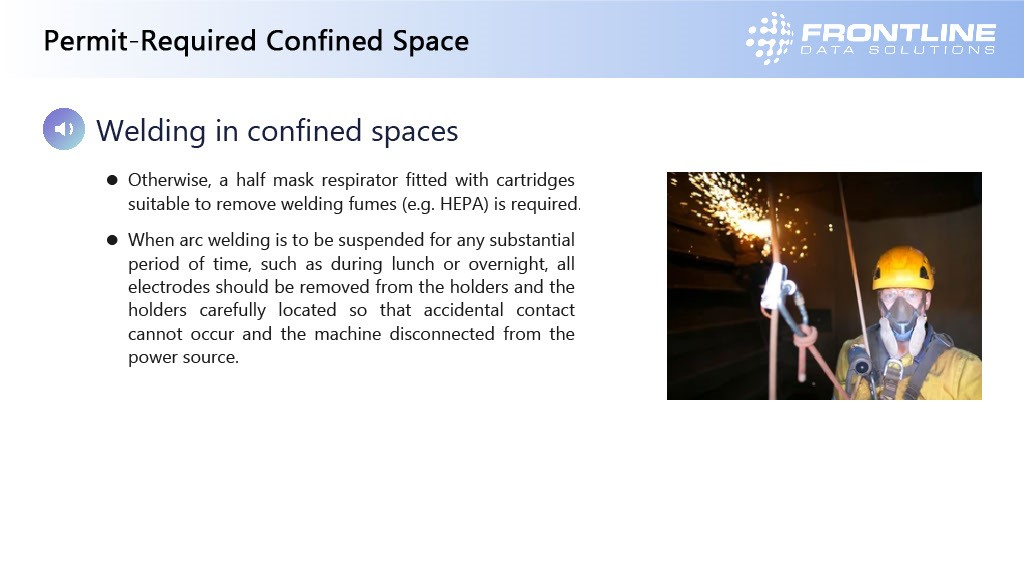 Permit-Required Confined Space
FRONTLINE
DATA SOLUTIONS
Welding in confined spaces
● Otherwise, a half mask respirator fitted with cartridges
suitable to remove welding fumes (e.g. HEPA) is required.
● When arc welding is to be suspended for any substantial
period of time, such as during lunch or overnight, all
electrodes should be removed from the holders and the
holders carefully located so that accidental contact
cannot occur and the machine disconnected from the
power source.